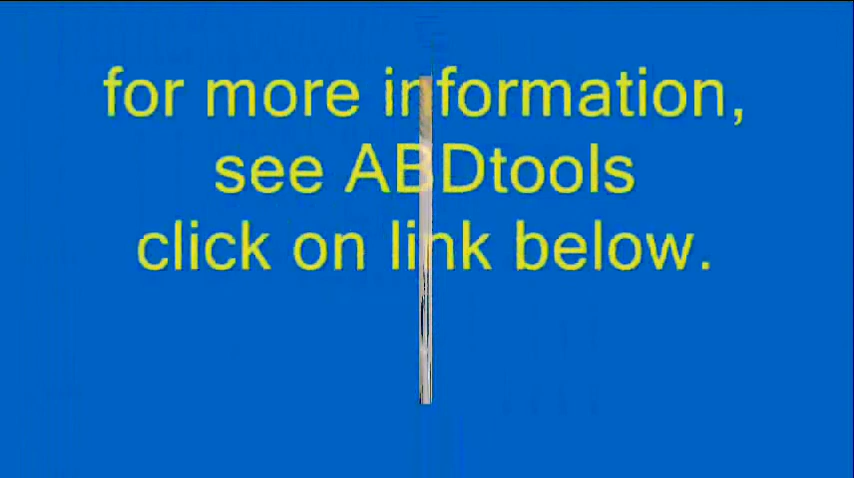 for more information,
see ABDtools
click on link below.